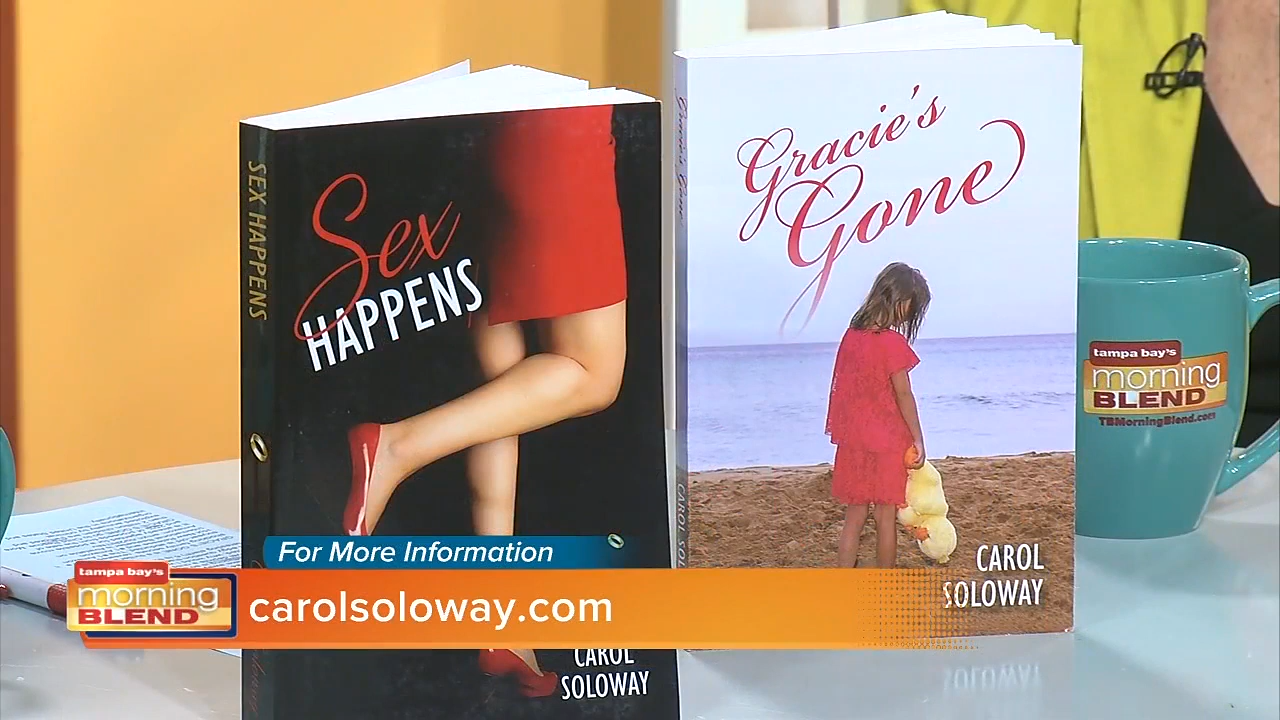 SEX HAPPENS
Sex
HAPPENS
CAROL
SOLOWAY
Gracie's Gone
Gracie's
Gone
CAROL
SOLOWAY
tampa bay's
morning
BLEND
TBMorningBlend.com
For More Information
tampa bay's
morning
BLEND
carolsoloway.com